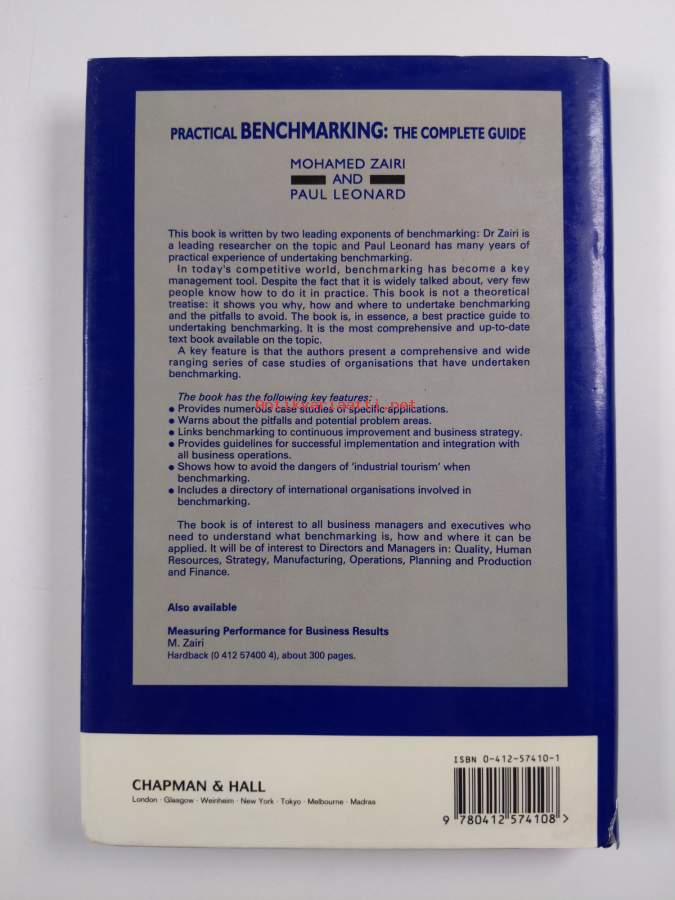 PRACTICAL BENCHMARKING: THE COMPLETE GUIDE
MOHAMED ZAIRI
AND
PAUL LEONARD
This book is written by two leading exponents of benchmarking: Dr Zairi is
a leading researcher on the topic and Paul Leonard has many years of
practical experience of undertaking benchmarking.
In today's competitive world, benchmarking has become a key
management tool. Despite the fact that it is widely talked about, very few
people know how to do it in practice. This book is not a theoretical
treatise: it shows you why, how and where to undertake benchmarking
and the pitfalls to avoid. The book is, in essence, a best practice guide to
undertaking benchmarking. It is the most comprehensive and up-to-date
text book available on the topic.
A key feature is that the authors present a comprehensive and wide
ranging series of case studies of organisations that have undertaken
benchmarking.
The book has the following key features:
• Provides numerous case studies of specific applications.
• Warns about the pitfalls and potential problem areas.
• Links benchmarking to continuous improvement and business strategy.
• Provides guidelines for successful implementation and integration with
all business operations.
• Shows how to avoid the dangers of 'industrial tourism' when
benchmarking.
• Includes a directory of international organisations involved in
benchmarking.
The book is of interest to all business managers and executives who
need to understand what benchmarking is, how and where it can be
applied. It will be of interest to Directors and Managers in: Quality, Human
Resources, Strategy, Manufacturing, Operations, Planning and Production
and Finance.
Also available
Measuring Performance for Business Results
M. Zairi
Hardback (0 412 57400 4), about 300 pages.
ISBN 0-412-57410-1
CHAPMAN & HALL
London · Glasgow · Weinheim · New York · Tokyo · Melbourne · Madras
9 780412 574108 >